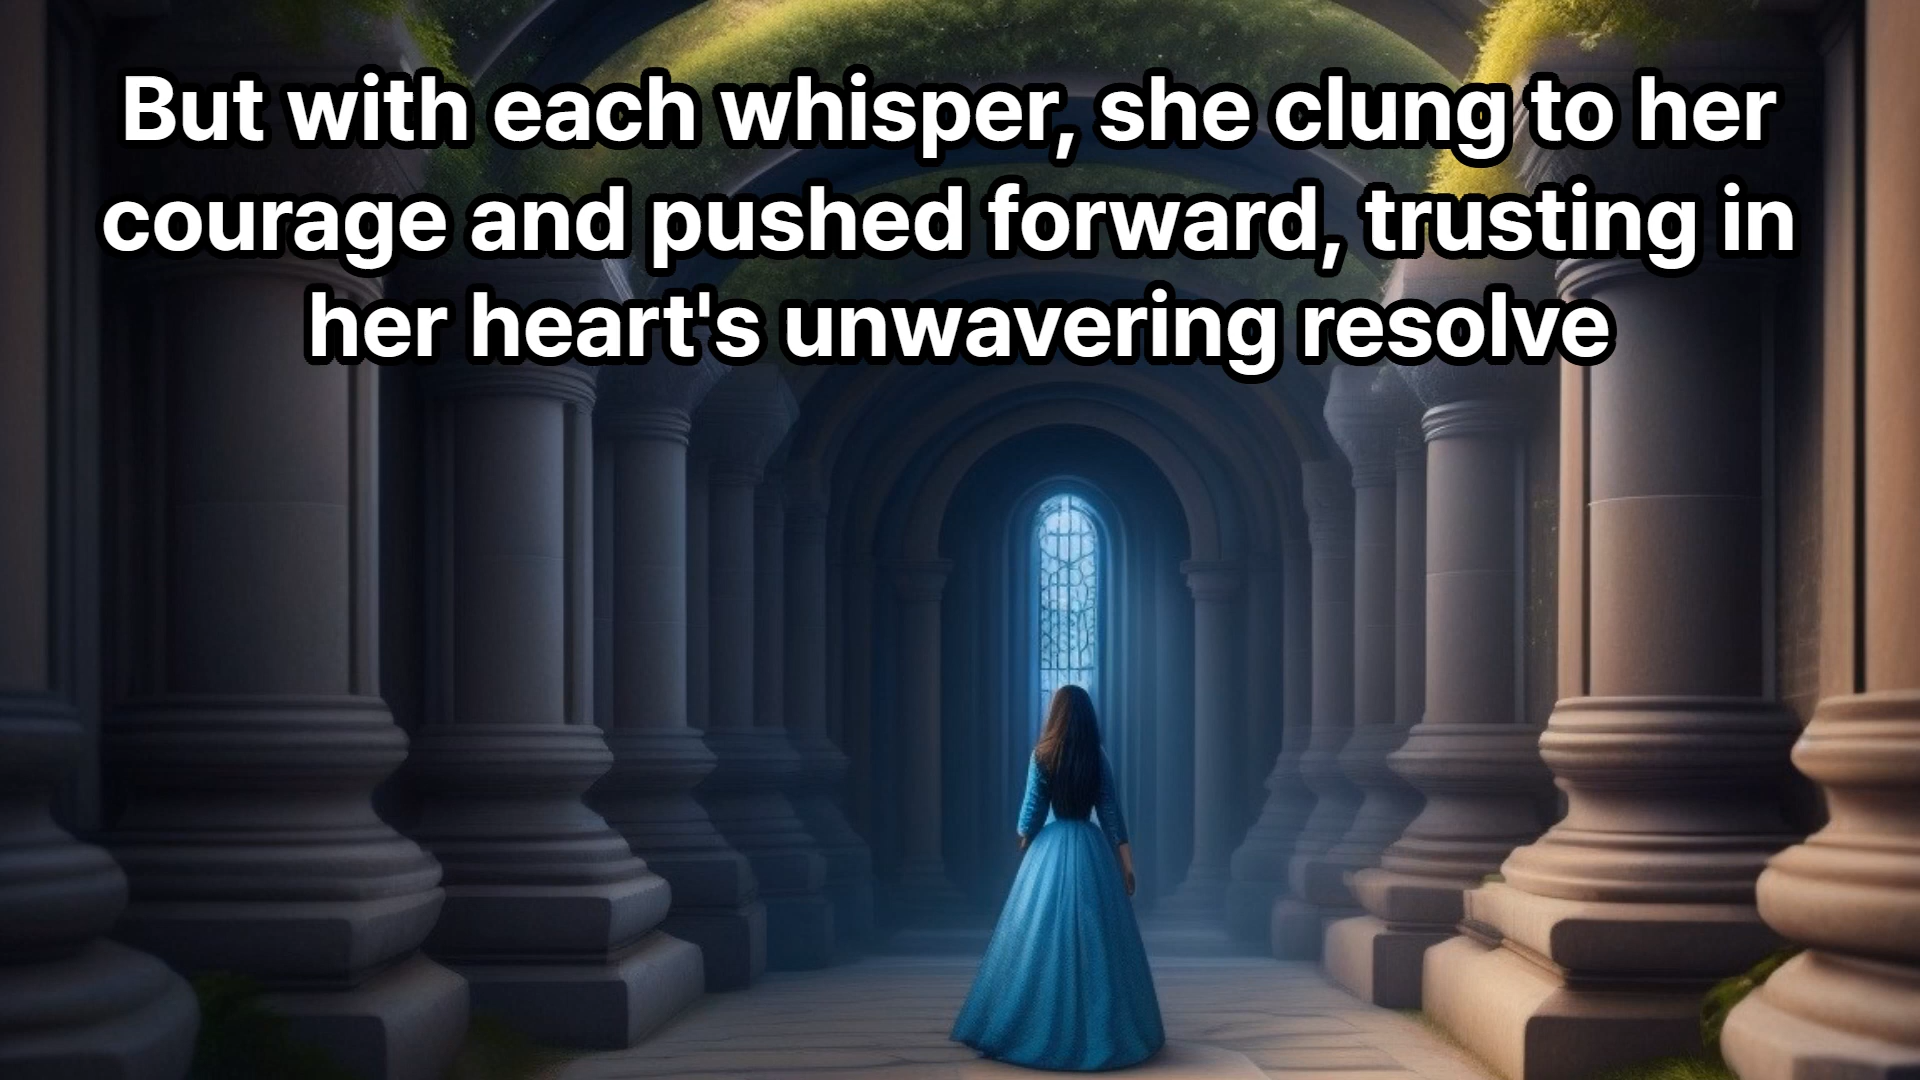 But with each whisper, she clung to her
courage and pushed forward, trusting in
her heart's unwavering resolve